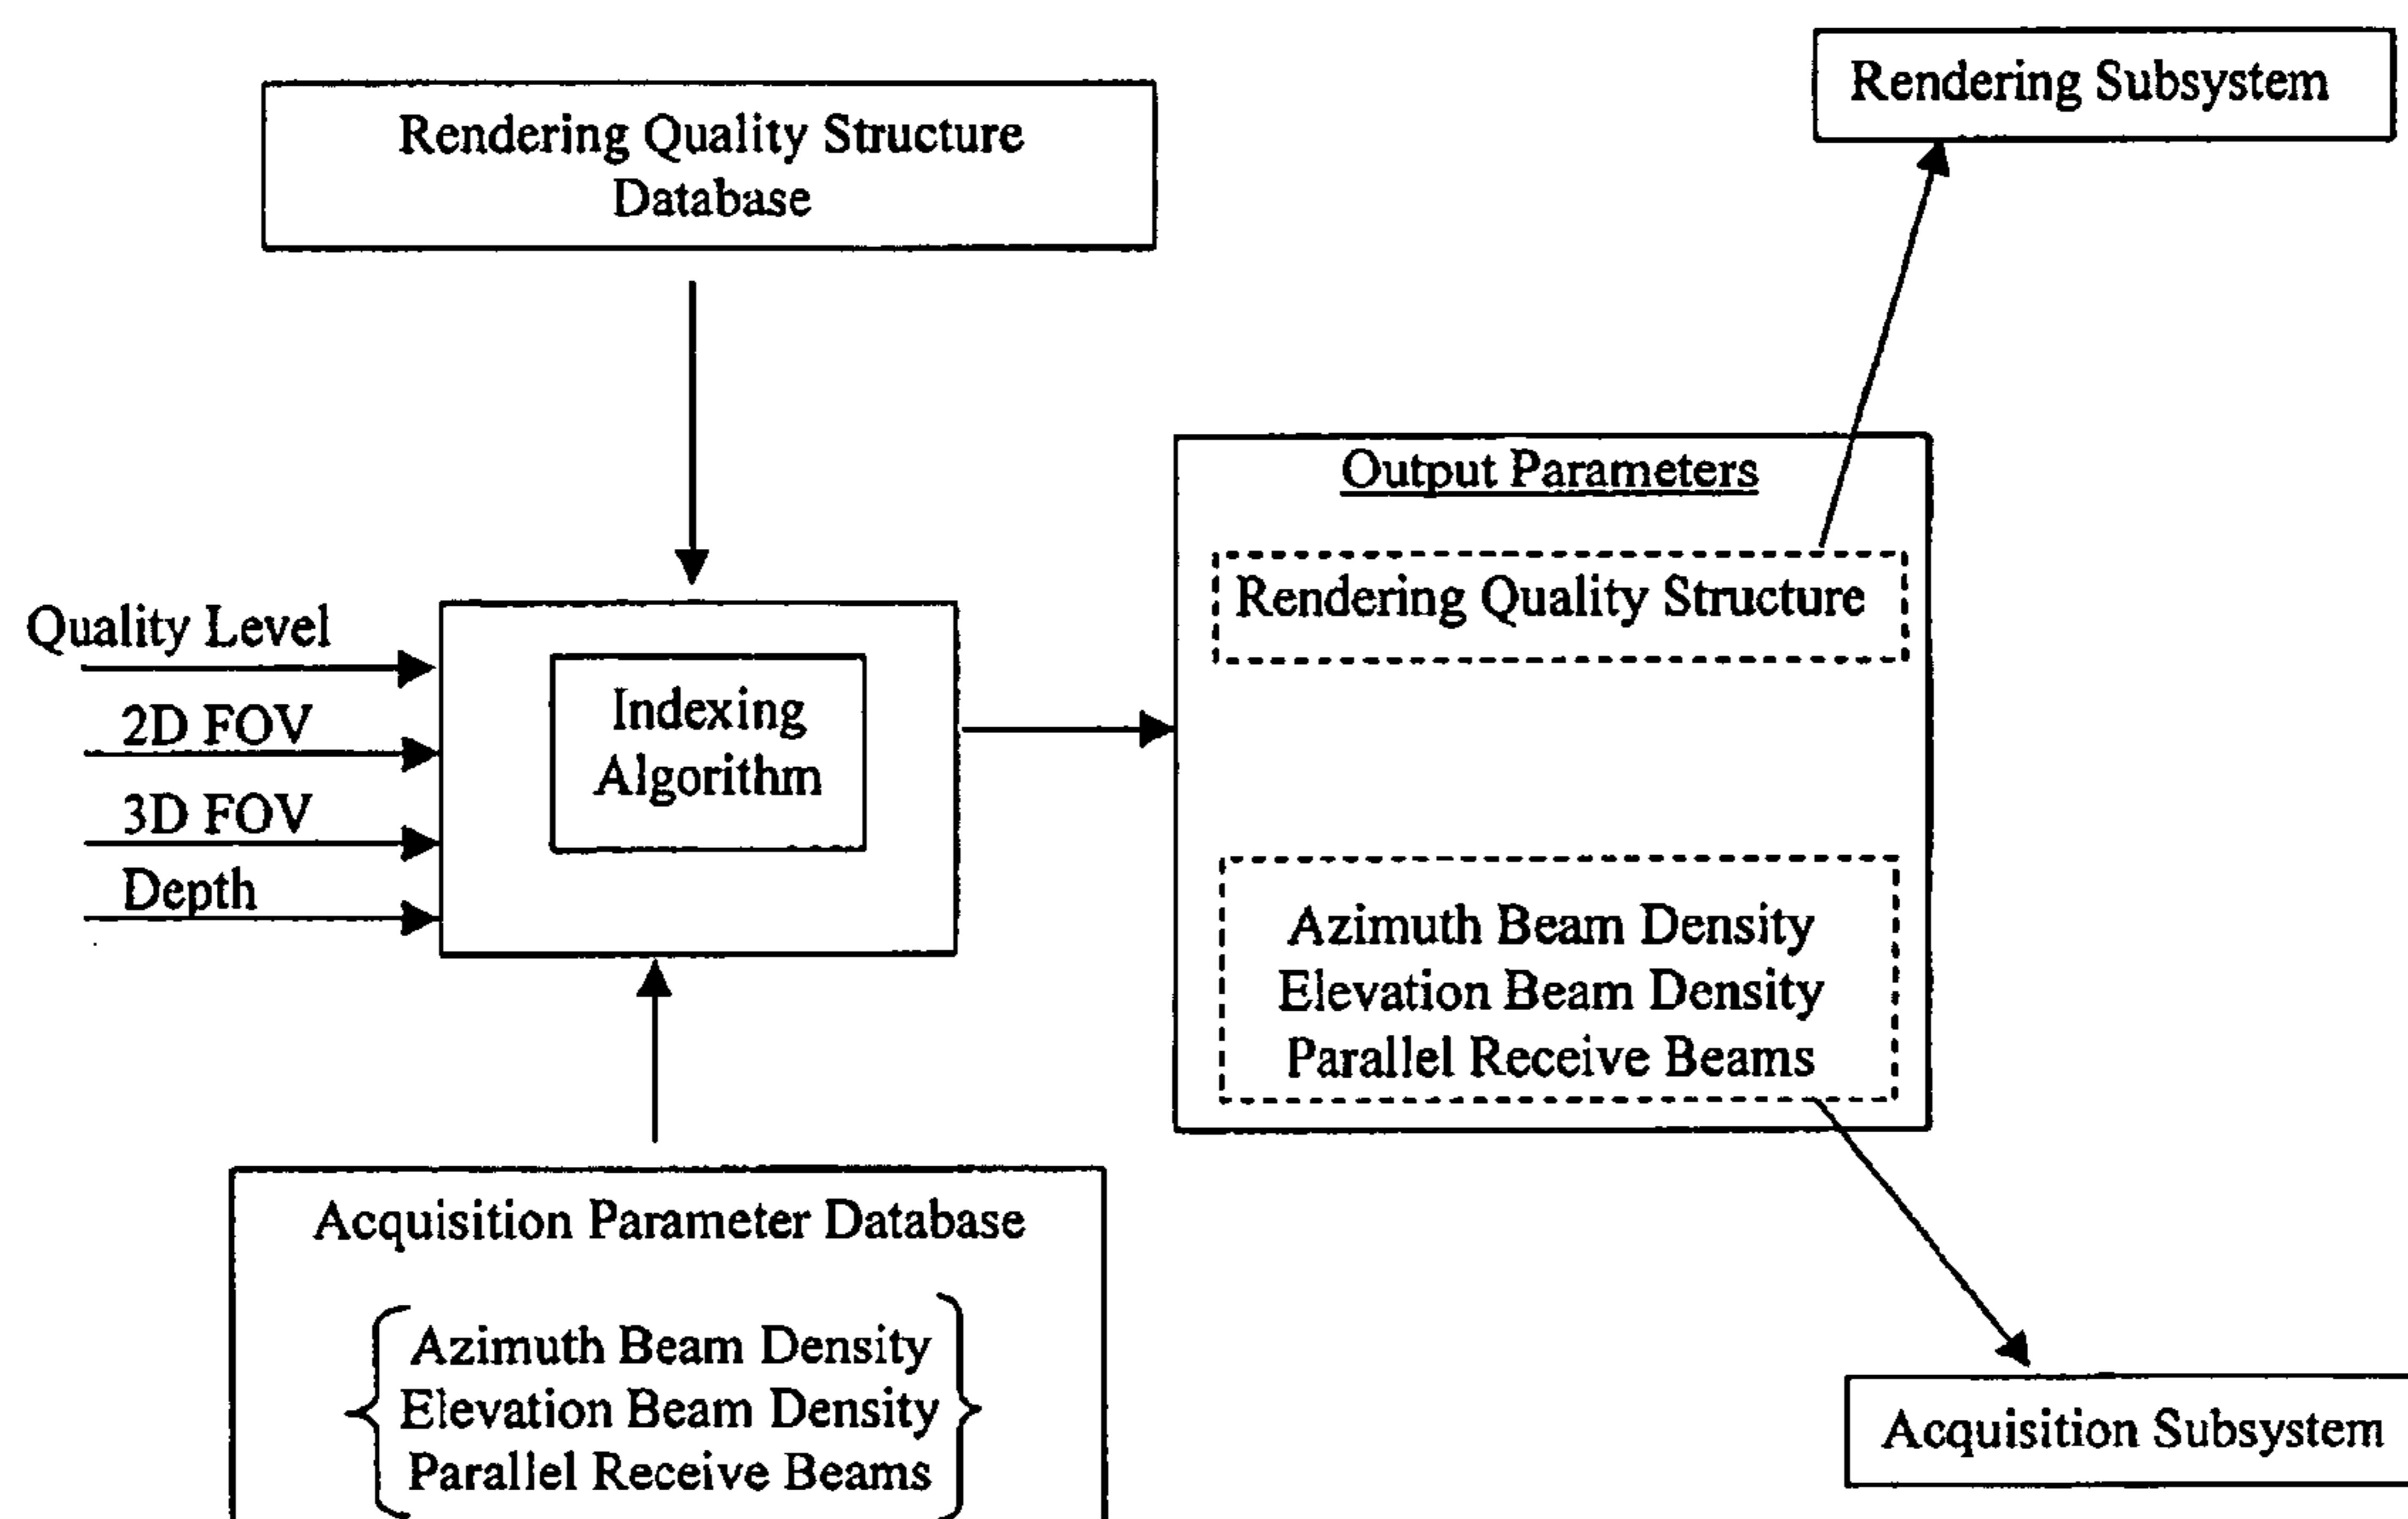 Rendering Subsystem
Rendering Quality Structure
Database
Output Parameters
Rendering Quality Structure
Quality Level
2D FOV
3D FOV
Depth
Indexing
Algorithm
Azimuth Beam Density
Elevation Beam Density
Parallel Receive Beams
Acquisition Parameter Database
Azimuth Beam Density
Elevation Beam Density
Parallel Receive Beams
Acquisition Subsystem